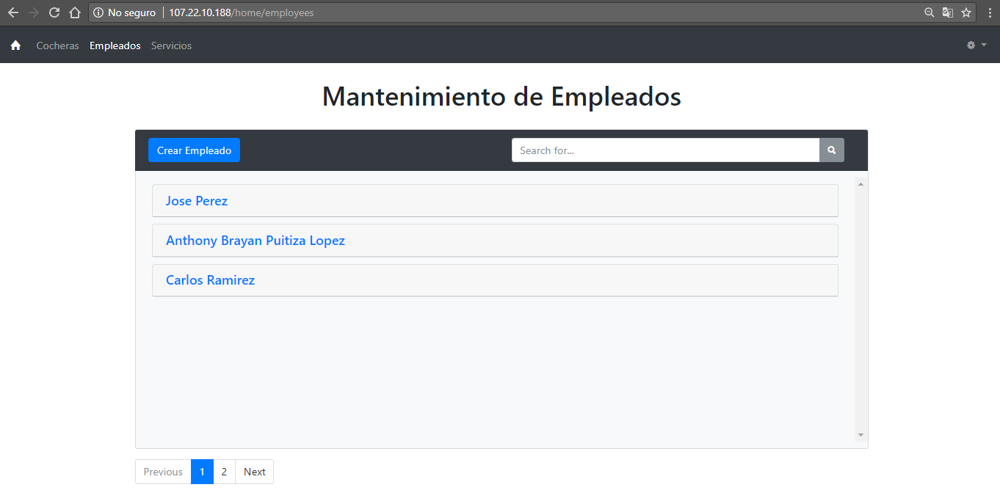 No seguro 107.22.10.188/home/employees
Cocheras Empleados Servicios
Mantenimiento de Empleados
Crear Empleado Search for...
Jose Perez
Anthony Brayan Puitiza Lopez
Carlos Ramirez
Previous 1 2 Next